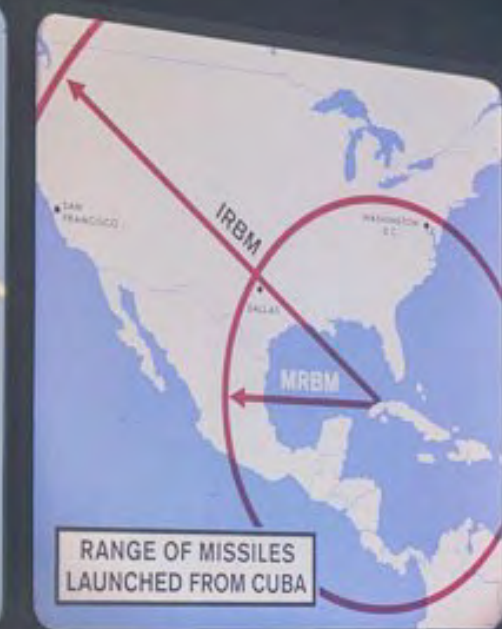 SAN
FRANCISCO
IRBM
WASHINGTON
D.C.
DALLAS
MRBM
RANGE OF MISSILES
LAUNCHED FROM CUBA